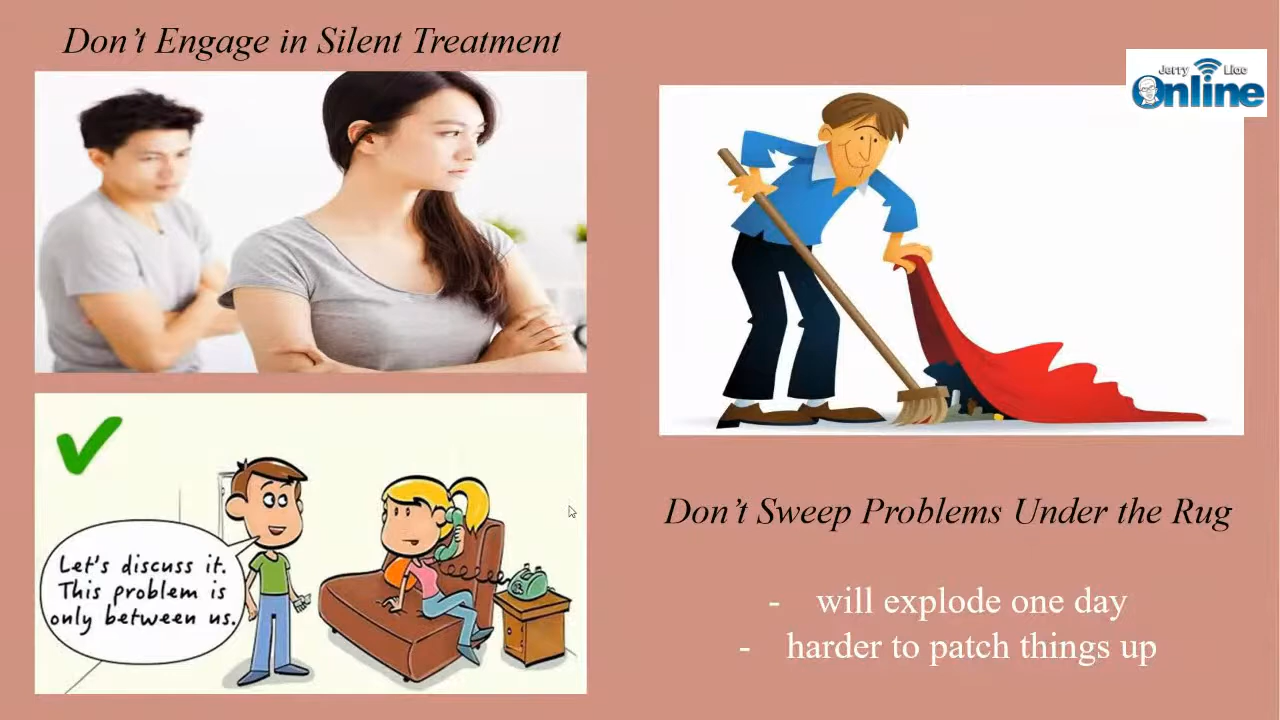 Don't Engage in Silent Treatment
Jerry Liao
Online
Let's discuss it.
This problem is
only between us.
Don't Sweep Problems Under the Rug
- will explode one day
- harder to patch things up